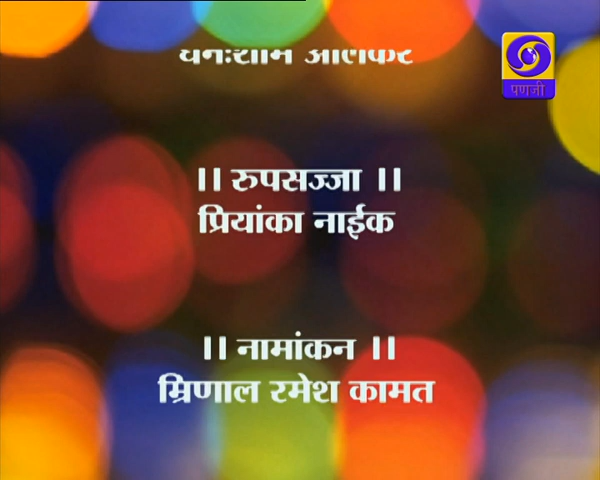 पणजी
।। रुपसज्जा ।।
प्रियांका नाईक
।। नामांकन ।।
म्रिणाल रमेश कामत